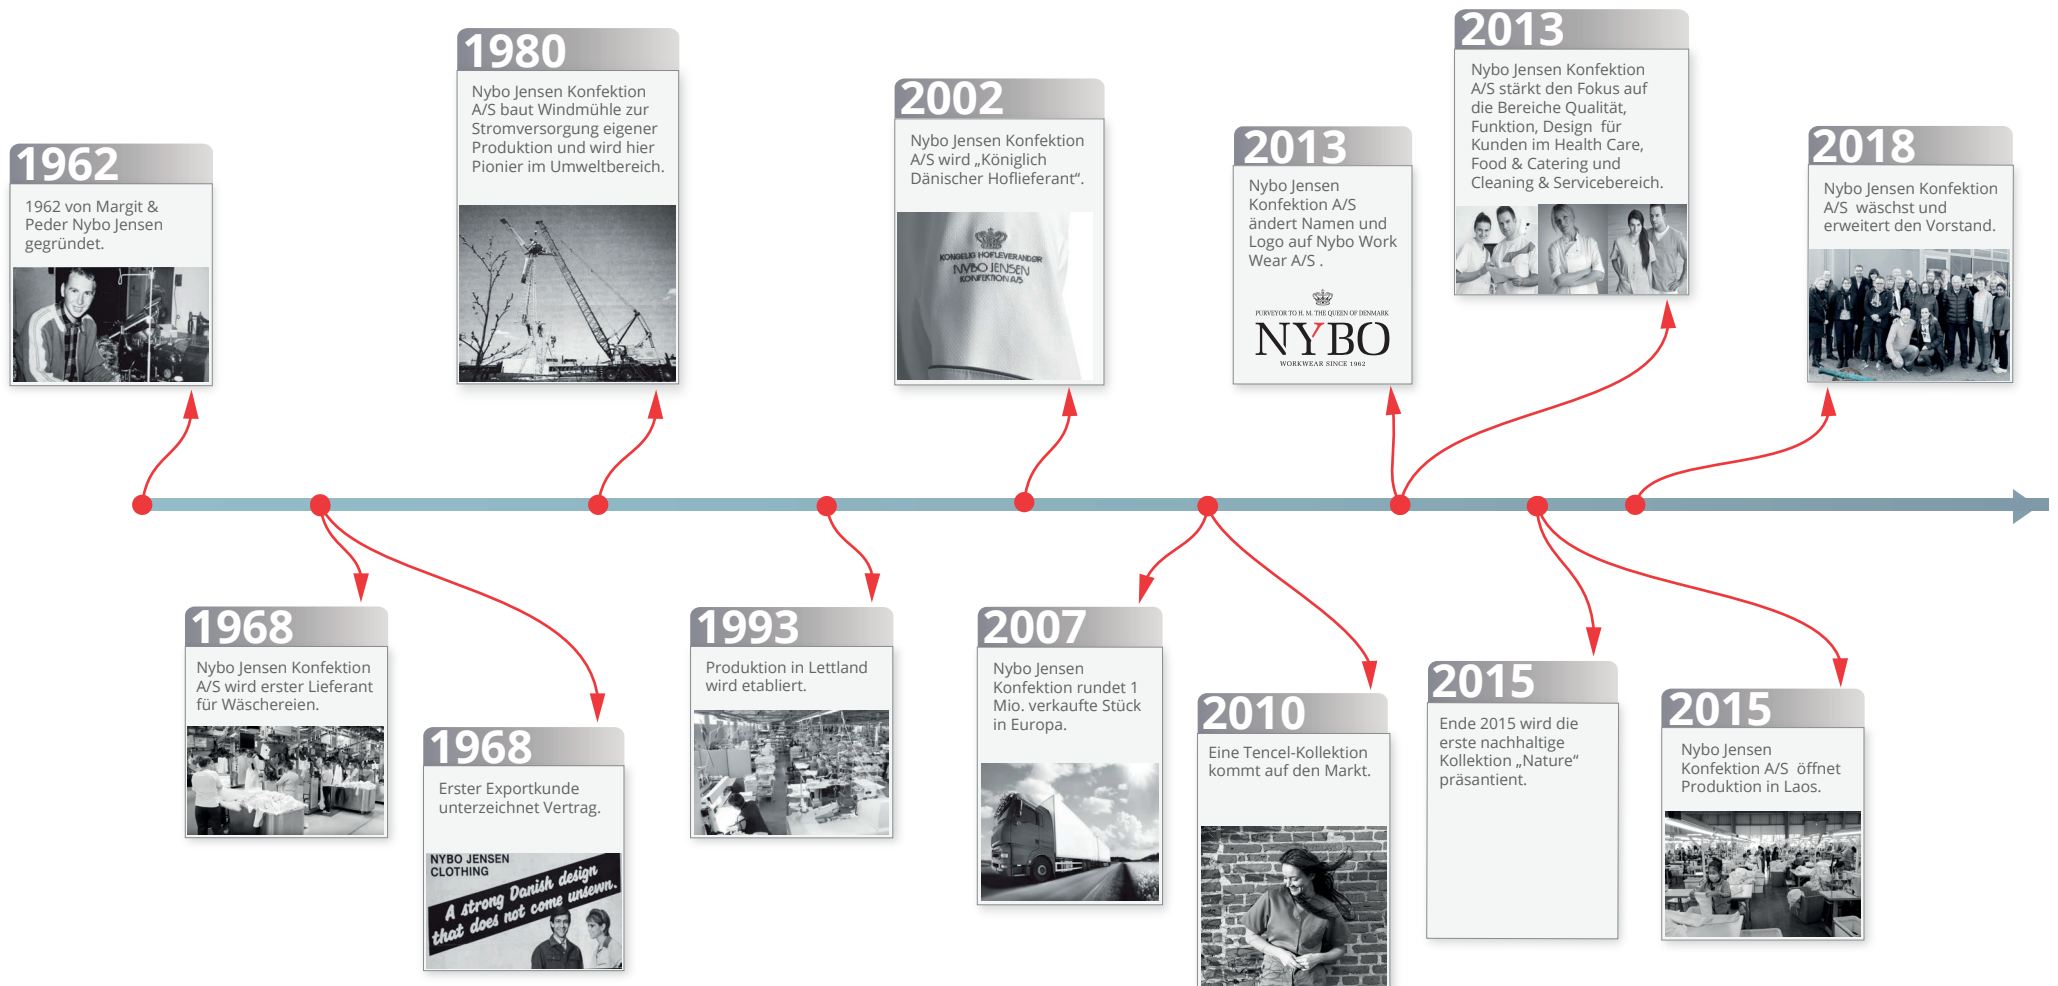 1962
1962 von Margit &
Peder Nybo Jensen
gegründet.
1968
Nybo Jensen Konfektion
A/S wird erster Lieferant
für Wäschereien.
1968
Erster Exportkunde
unterzeichnet Vertrag.
NYBO JENSEN
CLOTHING
A strong Danish design
that does not come unsewn.
1980
Nybo Jensen Konfektion
A/S baut Windmühle zur
Stromversorgung eigener
Produktion und wird hier
Pionier im Umweltbereich.
1993
Produktion in Lettland
wird etabliert.
2002
Nybo Jensen Konfektion
A/S wird „Königlich
Dänischer Hoflieferant“.
KONGELIG HOFLEVERANDØR
NYBO JENSEN
KONFEKTION A/S
2007
Nybo Jensen
Konfektion rundet 1
Mio. verkaufte Stück
in Europa.
2010
Eine Tencel-Kollektion
kommt auf den Markt.
2013
Nybo Jensen
Konfektion A/S
ändert Namen und
Logo auf Nybo Work
Wear A/S .
PURVEYOR TO H. M. THE QUEEN OF DENMARK
NYBO
WORKWEAR SINCE 1962
2013
Nybo Jensen Konfektion
A/S stärkt den Fokus auf
die Bereiche Qualität,
Funktion, Design für
Kunden im Health Care,
Food & Catering und
Cleaning & Servicebereich.
2015
Ende 2015 wird die
erste nachhaltige
Kollektion „Nature“
präsantient.
2015
Nybo Jensen
Konfektion A/S öffnet
Produktion in Laos.
2018
Nybo Jensen Konfektion
A/S wäschst und
erweitert den Vorstand.